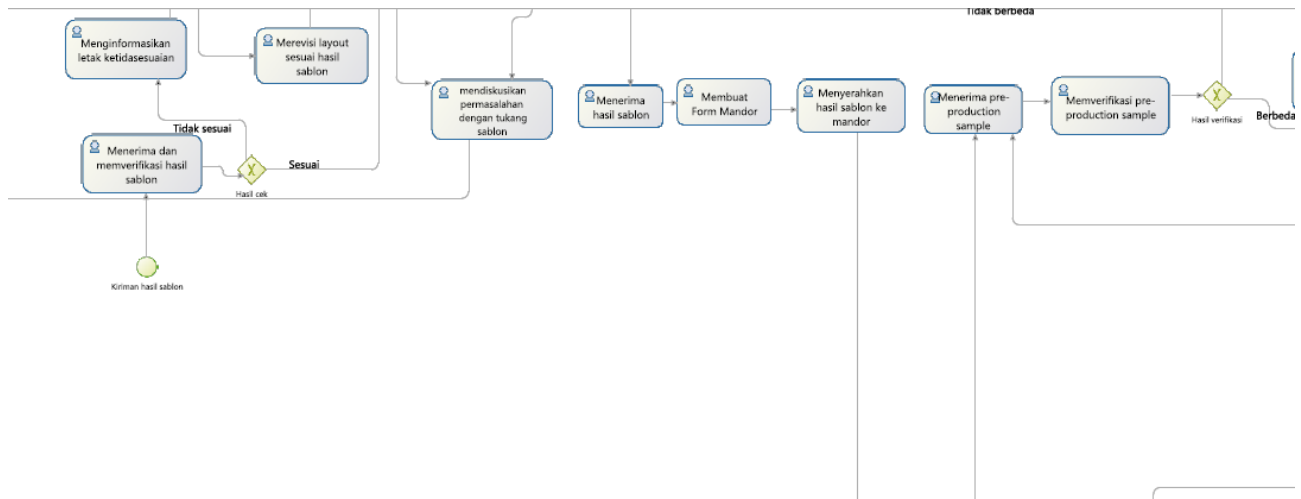 Tidak berbeda
Menginformasikan
letak ketidasesuaian
Merevisi layout
sesuai hasil
sablon
mendiskusikan
permasalahan
dengan tukang
sablon
Menerima
hasil sablon
Membuat
Form Mandor
Menyerahkan
hasil sablon ke
mandor
Menerima pre-
production
sample
Memverifikasi pre-
production sample
Hasil verifikasi
Berbeda
Tidak sesuai
Menerima dan
memverifikasi hasil
sablon
Hasil cek
Sesuai
Kiriman hasil sablon